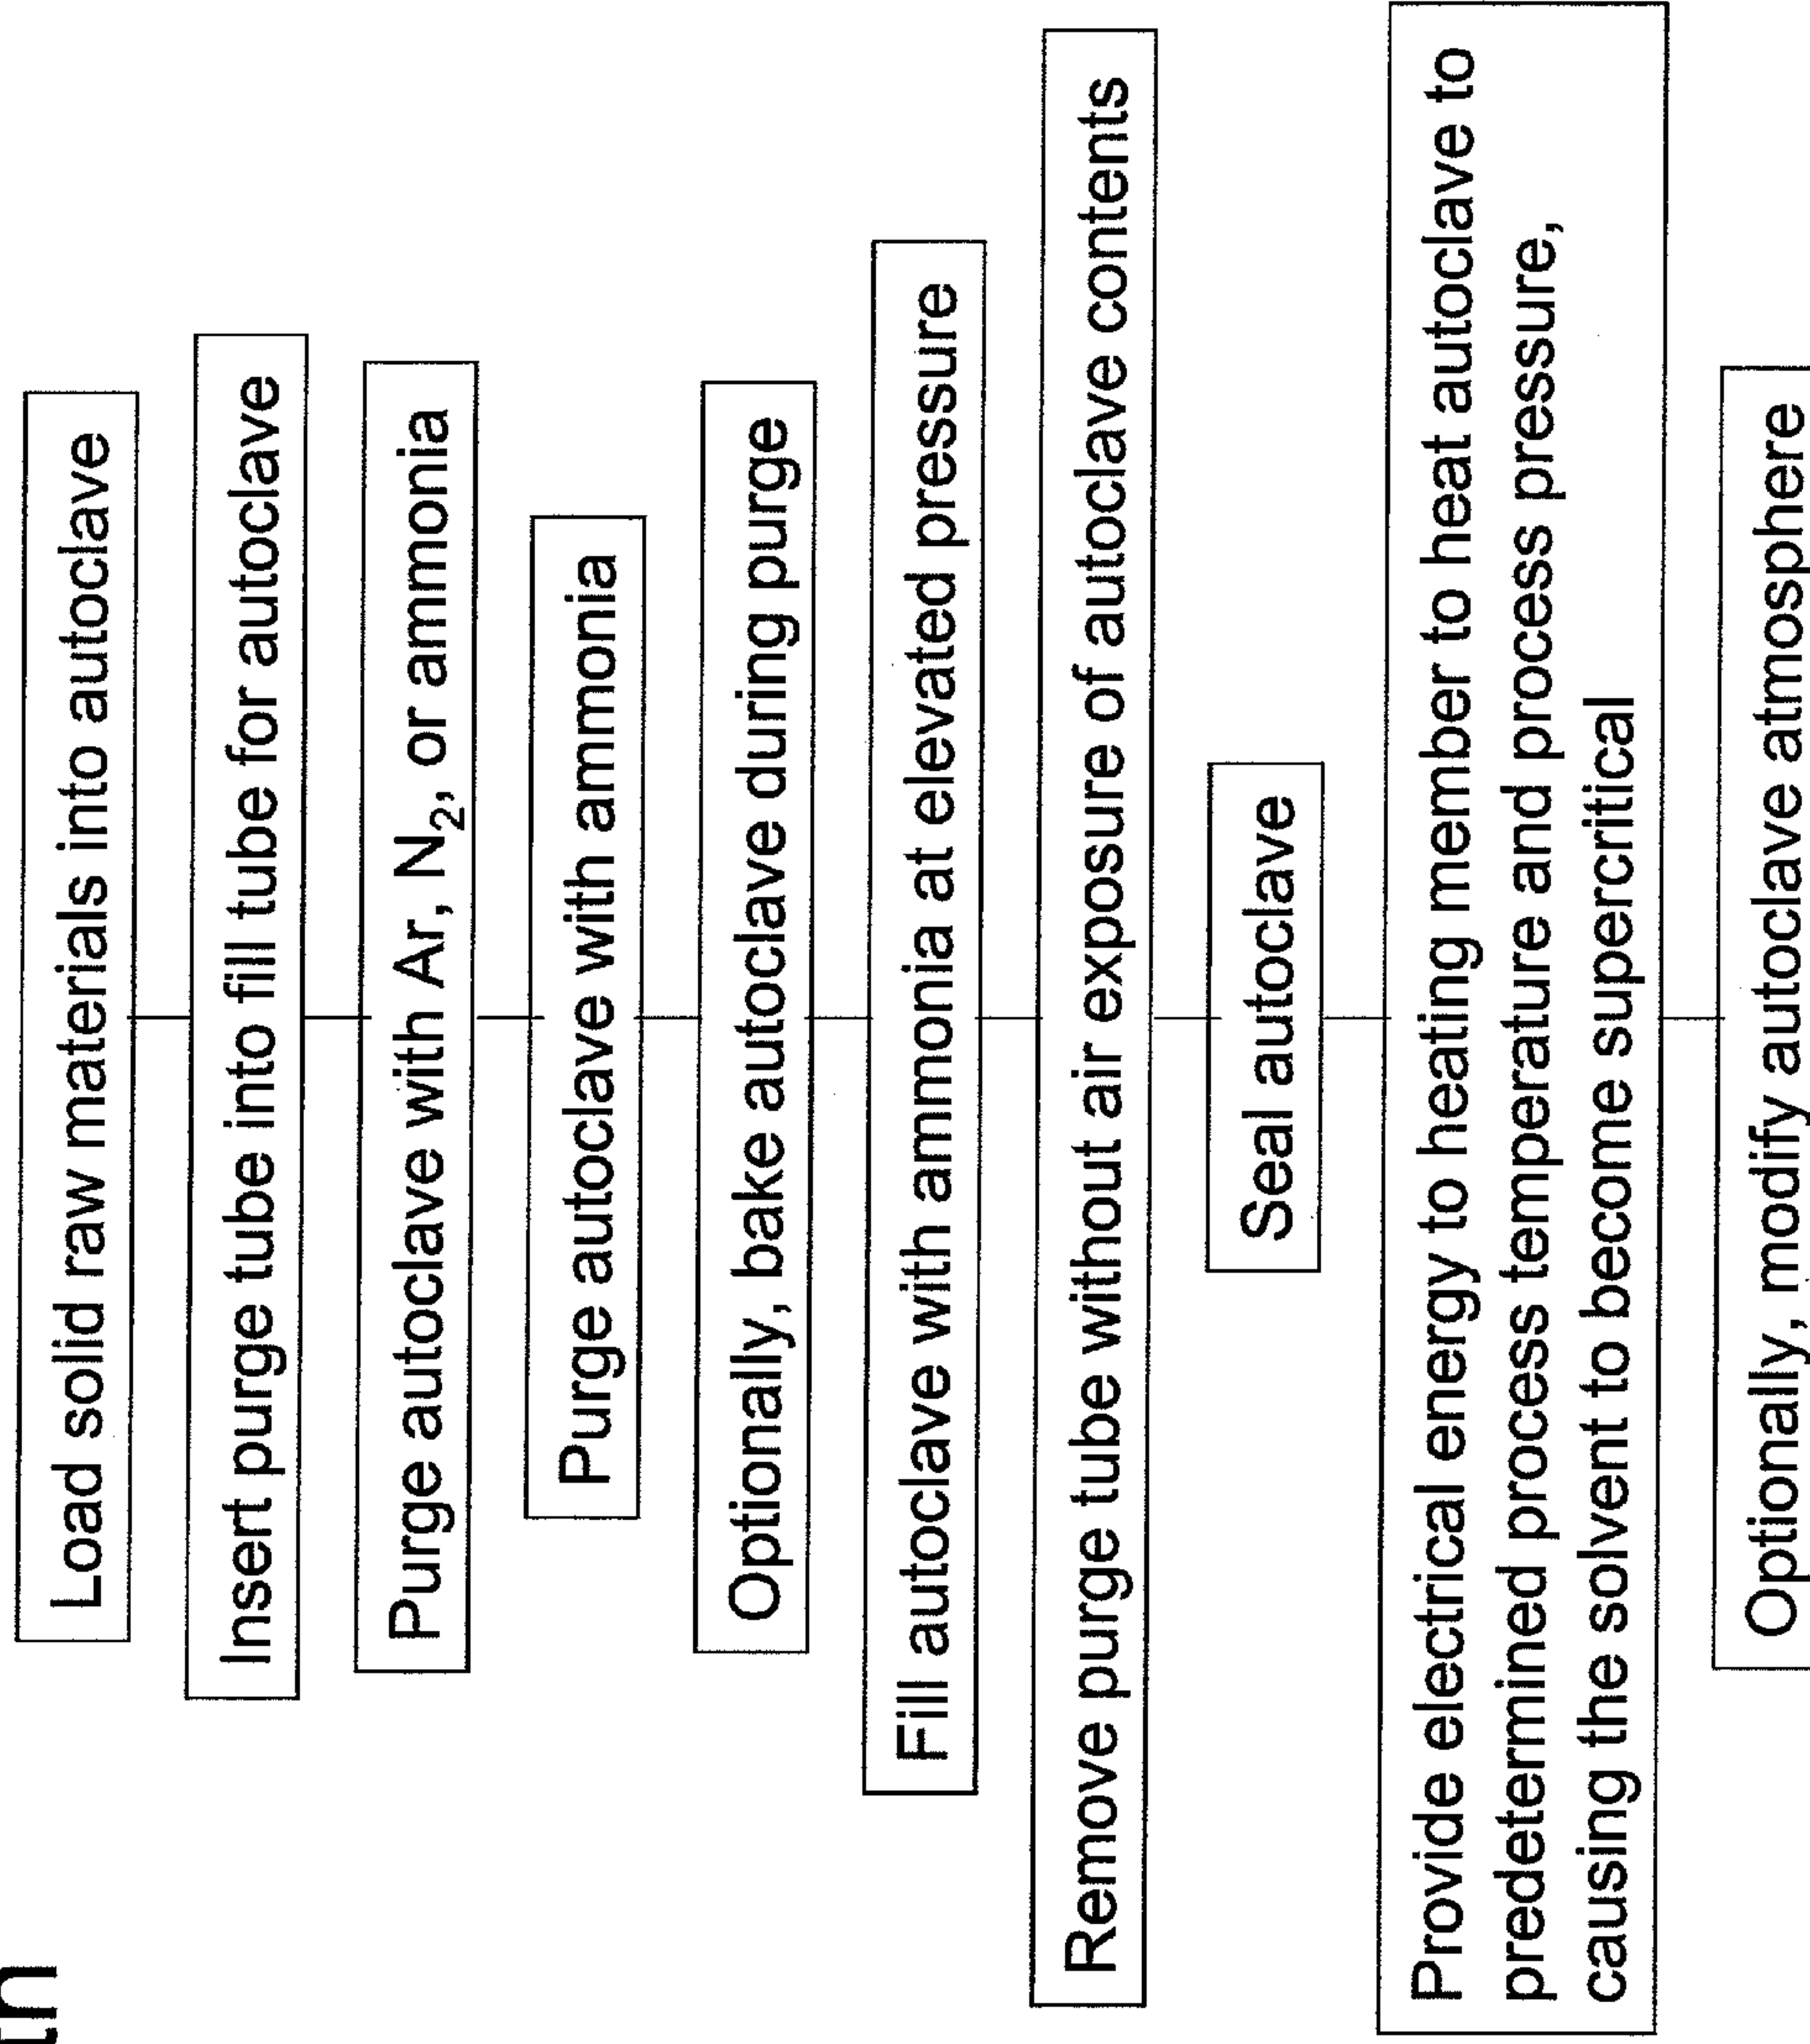 Load solid raw materials into autoclave
Insert purge tube into fill tube for autoclave
Purge autoclave with Ar, N₂, or ammonia
Purge autoclave with ammonia
Optionally, bake autoclave during purge
Fill autoclave with ammonia at elevated pressure
Remove purge tube without air exposure of autoclave contents
Seal autoclave
Provide electrical energy to heating member to heat autoclave to
predetermined process temperature and process pressure,
causing the solvent to become supercritical
Optionally, modify autoclave atmosphere